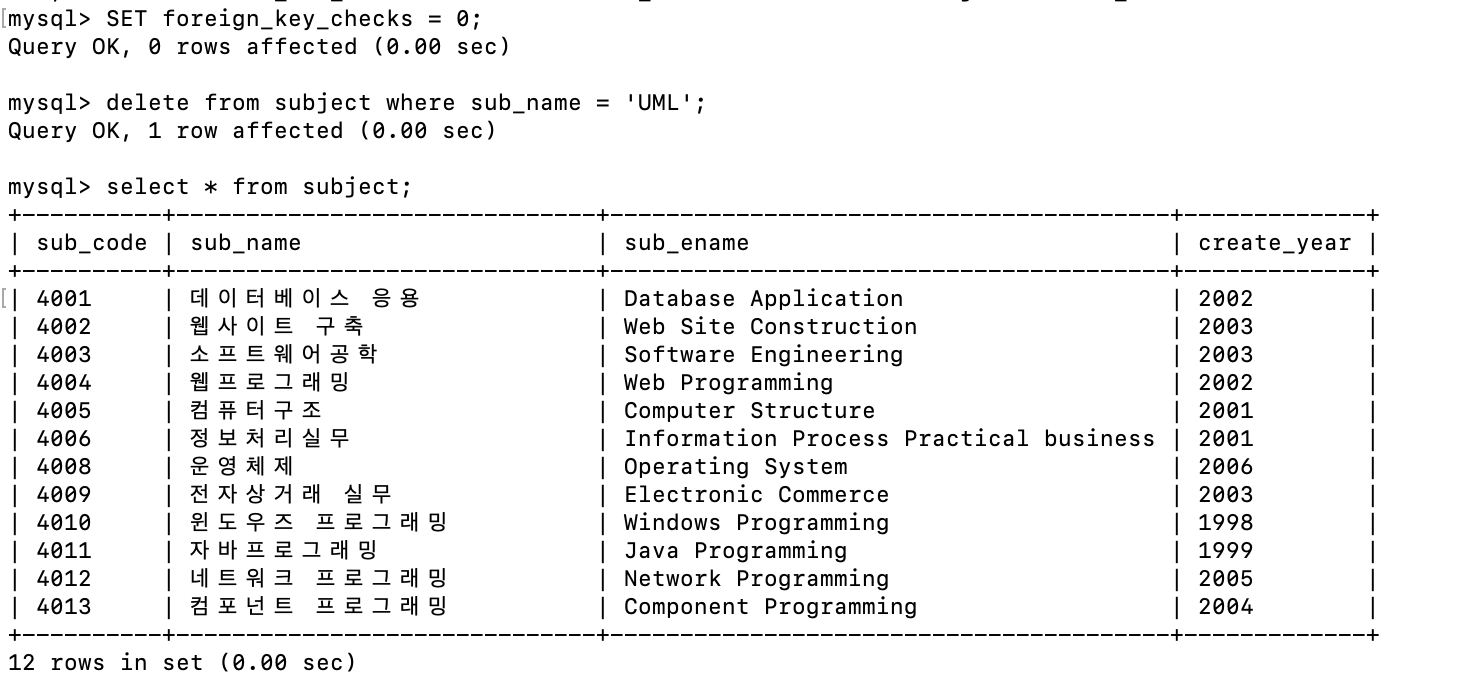 mysql> SET foreign_key_checks = 0;
Query OK, 0 rows affected (0.00 sec)
mysql> delete from subject where sub_name = 'UML';
Query OK, 1 row affected (0.00 sec)
mysql> select * from subject;
+----------+------------------------------+----------------------------------------+-------------+
| sub_code | sub_name | sub_ename | create_year |
+----------+------------------------------+----------------------------------------+-------------+
| 4001 | 데이터베이스 응용 | Database Application | 2002 |
| 4002 | 웹사이트 구축 | Web Site Construction | 2003 |
| 4003 | 소프트웨어공학 | Software Engineering | 2003 |
| 4004 | 웹프로그래밍 | Web Programming | 2002 |
| 4005 | 컴퓨터구조 | Computer Structure | 2001 |
| 4006 | 정보처리실무 | Information Process Practical business | 2001 |
| 4008 | 운영체제 | Operating System | 2006 |
| 4009 | 전자상거래 실무 | Electronic Commerce | 2003 |
| 4010 | 윈도우즈 프로그래밍 | Windows Programming | 1998 |
| 4011 | 자바프로그래밍 | Java Programming | 1999 |
| 4012 | 네트워크 프로그래밍 | Network Programming | 2005 |
| 4013 | 컴포넌트 프로그래밍 | Component Programming | 2004 |
+----------+------------------------------+----------------------------------------+-------------+
12 rows in set (0.00 sec)